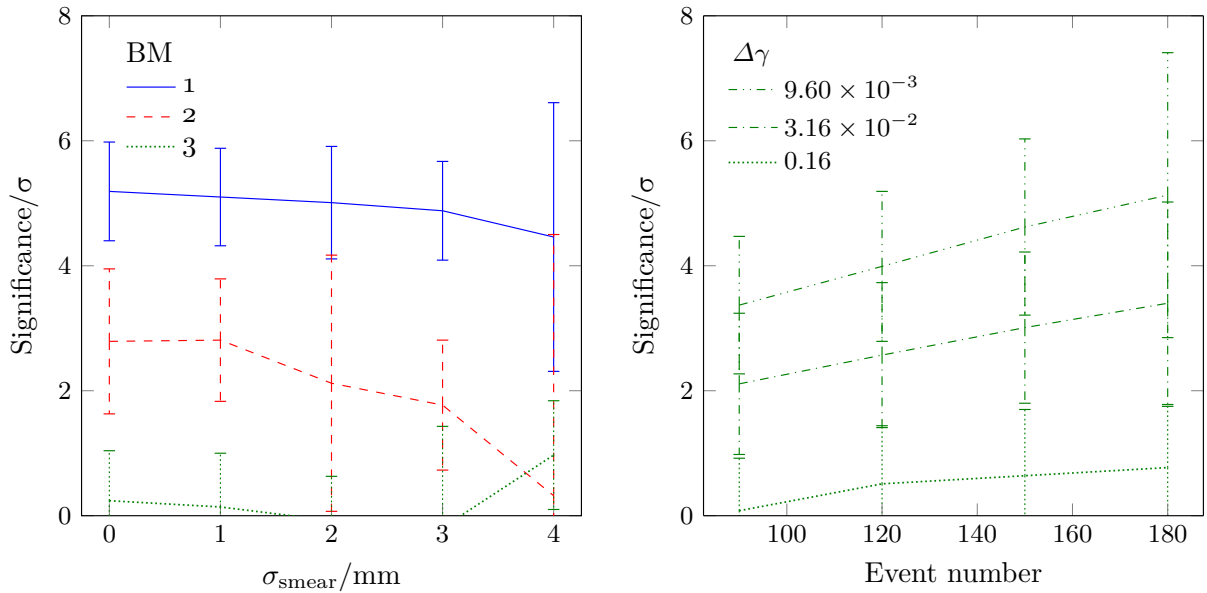 8
6
4
2
0
Significance/σ
BM
1
2
3
0 1 2 3 4
σ_smear/mm
8
6
4
2
0
Significance/σ
Δγ
9.60 × 10⁻³
3.16 × 10⁻²
0.16
100 120 140 160 180
Event number